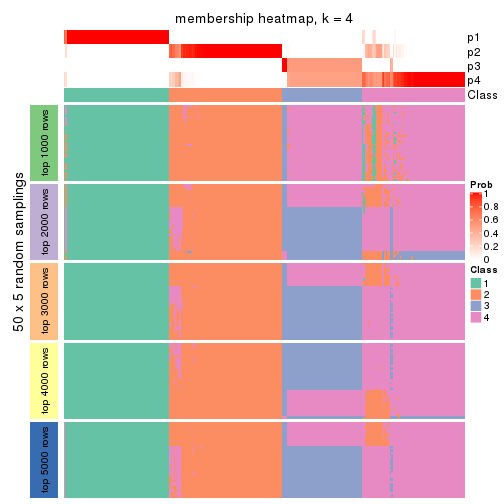 membership heatmap, k = 4
p1
p2
p3
p4
Class
50 x 5 random samplings
top 1000 rows
top 2000 rows
top 3000 rows
top 4000 rows
top 5000 rows
Prob
1
0.8
0.6
0.4
0.2
0
Class
1
2
3
4